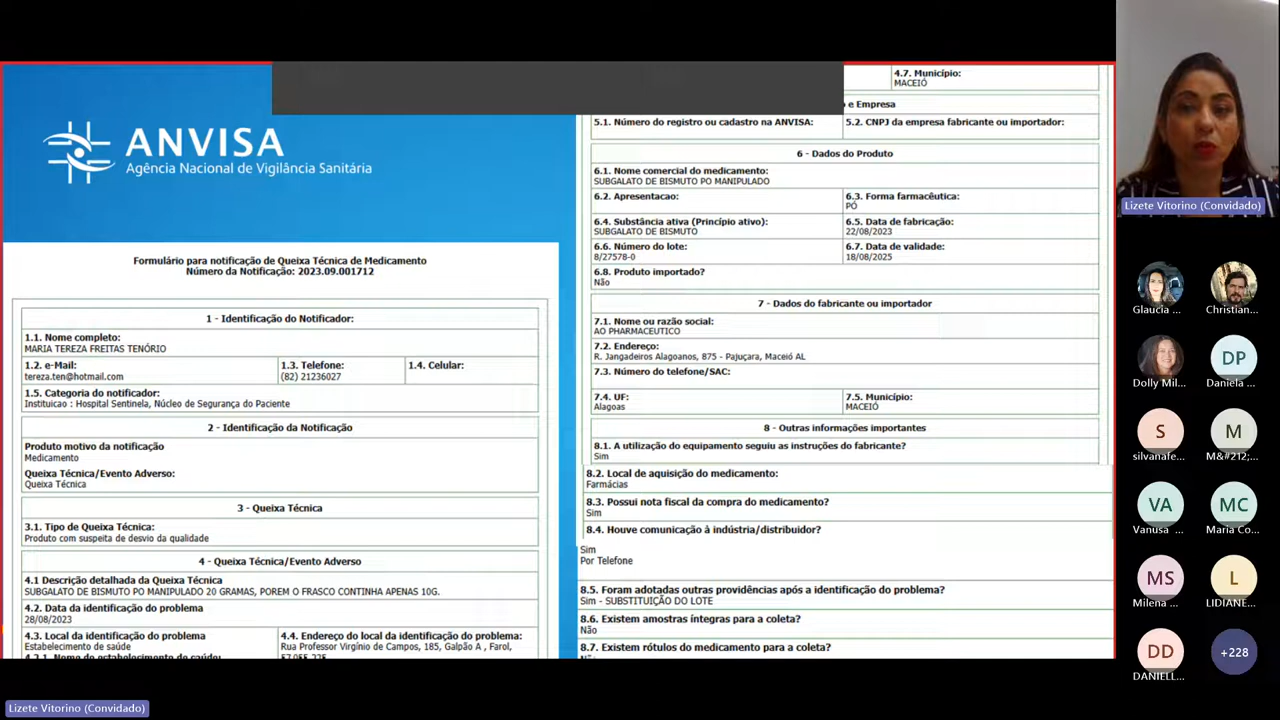 ANVISA
Agência Nacional de Vigilância Sanitária
Formulário para notificação de Queixa Técnica de Medicamento
Número da Notificação: 2023.09.001712
1 - Identificação do Notificador:
1.1. Nome completo:
MARIA TEREZA FREITAS TENÓRIO
1.2. e-Mail:
tereza.ten@hotmail.com
1.3. Telefone:
(82) 21236027
1.4. Celular:
1.5. Categoria do notificador:
Instituicao : Hospital Sentinela, Núcleo de Segurança do Paciente
2 - Identificação da Notificação
Produto motivo da notificação
Medicamento
Queixa Técnica/Evento Adverso:
Queixa Técnica
3 - Queixa Técnica
3.1. Tipo de Queixa Técnica:
Produto com suspeita de desvio da qualidade
4 - Queixa Técnica/Evento Adverso
4.1 Descrição detalhada da Queixa Técnica
SUBGALATO DE BISMUTO PO MANIPULADO 20 GRAMAS, POREM O FRASCO CONTINHA APENAS 10G.
4.2. Data da identificação do problema
28/08/2023
4.3. Local da identificação do problema
Estabelecimento de saúde
4.4. Endereço do local da identificação do problema:
Rua Professor Virgínio de Campos, 185, Galpão A , Farol,
4.7. Município:
MACEIÓ
o e Empresa
5.1. Número do registro ou cadastro na ANVISA:
5.2. CNPJ da empresa fabricante ou importador:
6 - Dados do Produto
6.1. Nome comercial do medicamento:
SUBGALATO DE BISMUTO PO MANIPULADO
6.2. Apresentacao:
6.3. Forma farmacêutica:
PÓ
6.4. Substância ativa (Princípio ativo):
SUBGALATO DE BISMUTO
6.5. Data de fabricação:
22/08/2023
6.6. Número do lote:
8/27578-0
6.7. Data de validade:
18/08/2025
6.8. Produto importado?
Não
7 - Dados do fabricante ou importador
7.1. Nome ou razão social:
AO PHARMACEUTICO
7.2. Endereço:
R. Jangadeiros Alagoanos, 875 - Pajuçara, Maceió AL
7.3. Número do telefone/SAC:
7.4. UF:
Alagoas
7.5. Município:
MACEIÓ
8 - Outras informações importantes
8.1. A utilização do equipamento seguiu as instruções do fabricante?
Sim
8.2. Local de aquisição do medicamento:
Farmácias
8.3. Possui nota fiscal da compra do medicamento?
Sim
8.4. Houve comunicação à indústria/distribuidor?
Sim
Por Telefone
8.5. Foram adotadas outras providências após a identificação do problema?
Sim - SUBSTITUIÇÃO DO LOTE
8.6. Existem amostras íntegras para a coleta?
Não
8.7. Existem rótulos do medicamento para a coleta?
Lizete Vitorino (Convidado)
Glaucia ...
Christian...
Dolly Mil...
DP
Daniela ...
S
silvanafe...
M
M&#212;...
VA
Vanusa ...
MC
Maria Co...
MS
Milena ...
L
LIDIANE...
DD
DANIELL...
+228
Lizete Vitorino (Convidado)